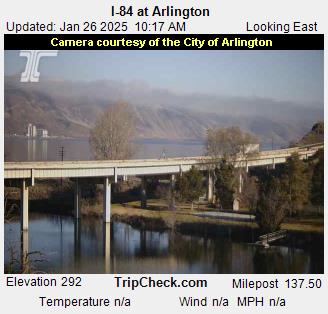 I-84 at Arlington
Updated: Jan 26 2025 10:17 AM Looking East
Camera courtesy of the City of Arlington
Elevation 292 TripCheck.com Milepost 137.50
Temperature n/a Wind n/a MPH n/a